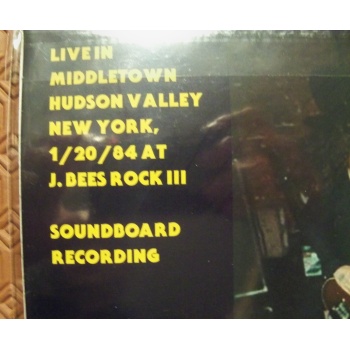 LIVE IN
MIDDLETOWN
HUDSON VALLEY
NEW YORK,
1/20/84 AT
J. BEES ROCK III
SOUNDBOARD
RECORDING